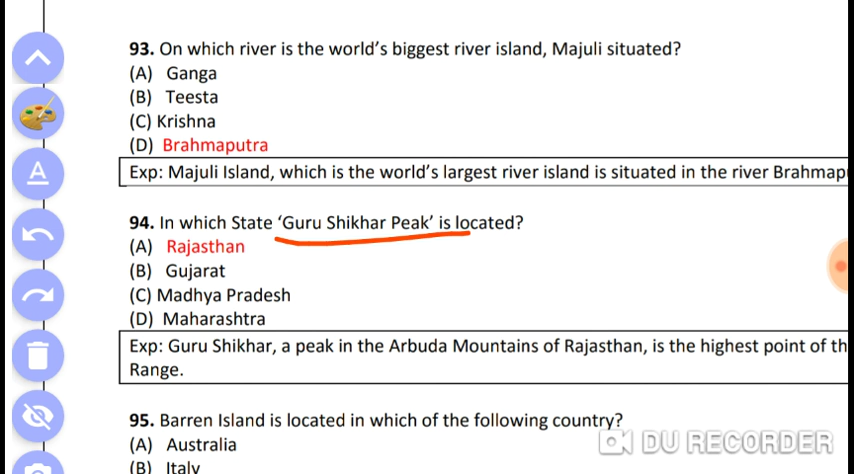 93. On which river is the world's biggest river island, Majuli situated?
(A) Ganga
(B) Teesta
(C) Krishna
(D) Brahmaputra
Exp: Majuli Island, which is the world's largest river island is situated in the river
94. In which State ‘Guru Shikhar Peak’ is located?
(A) Rajasthan
(B) Gujarat
(C) Madhya Pradesh
(D) Maharashtra
Exp: Guru Shikhar, a peak in the Arbuda Mountains of Rajasthan, is the highest point of
Range.
95. Barren Island is located in which of the following country?
(A) Australia
(B) Italy
A
DU RECORDER